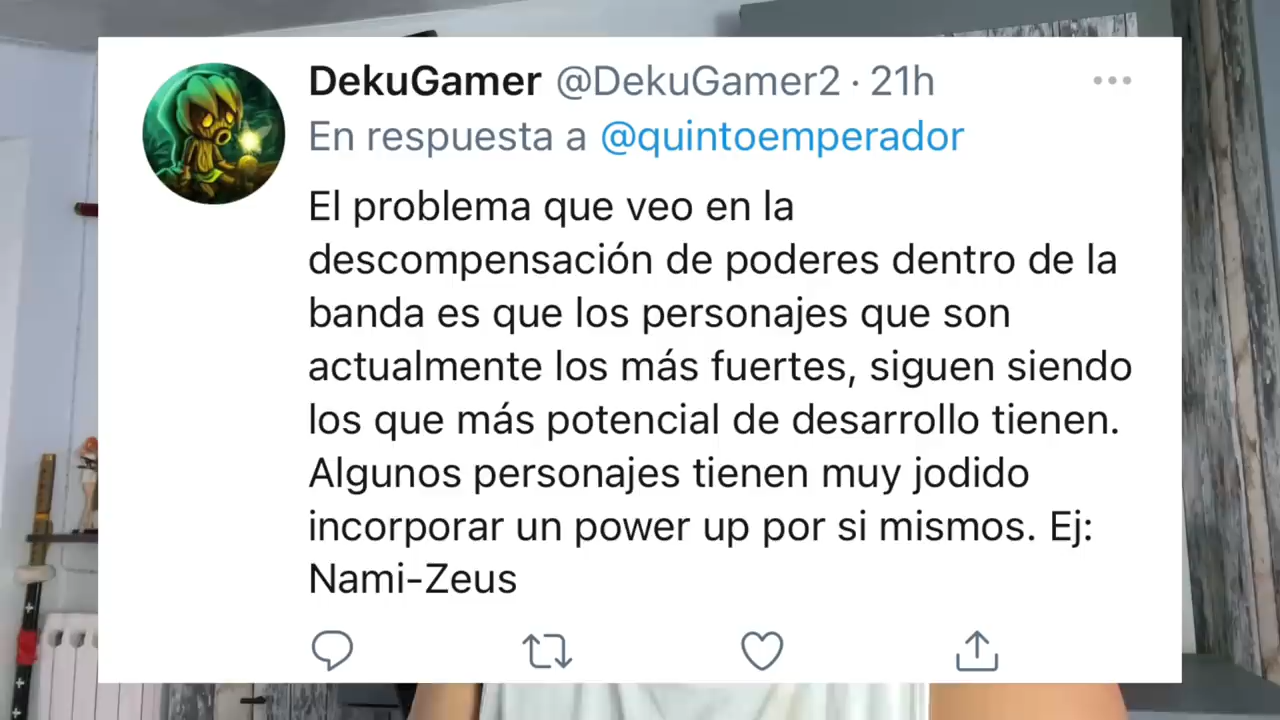 DekuGamer @DekuGamer2 · 21h
En respuesta a @quintoemperador
El problema que veo en la
descompensación de poderes dentro de la
banda es que los personajes que son
actualmente los más fuertes, siguen siendo
los que más potencial de desarrollo tienen.
Algunos personajes tienen muy jodido
incorporar un power up por si mismos. Ej:
Nami-Zeus